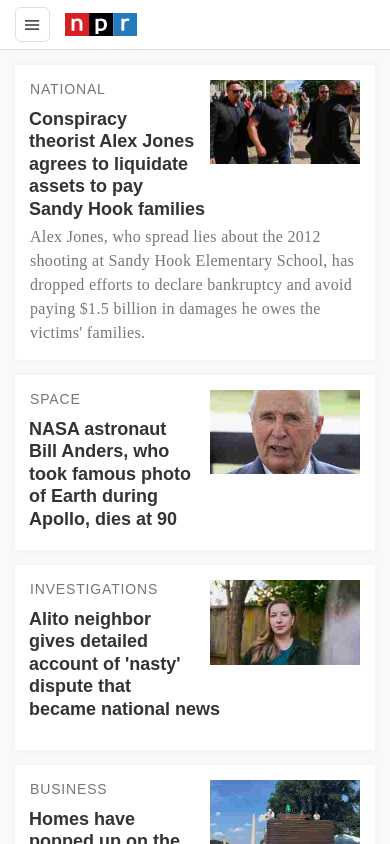 npr
NATIONAL
Conspiracy
theorist Alex Jones
agrees to liquidate
assets to pay
Sandy Hook families
Alex Jones, who spread lies about the 2012
shooting at Sandy Hook Elementary School, has
dropped efforts to declare bankruptcy and avoid
paying $1.5 billion in damages he owes the
victims' families.
SPACE
NASA astronaut
Bill Anders, who
took famous photo
of Earth during
Apollo, dies at 90
INVESTIGATIONS
Alito neighbor
gives detailed
account of 'nasty'
dispute that
became national news
BUSINESS
Homes have
popped up on the